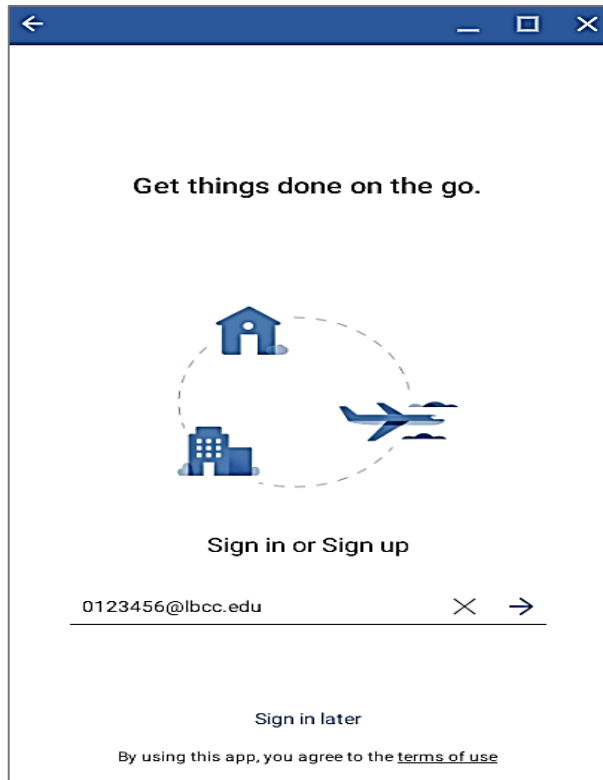 Get things done on the go.
Sign in or Sign up
0123456@lbcc.edu
Sign in later
By using this app, you agree to the terms of use